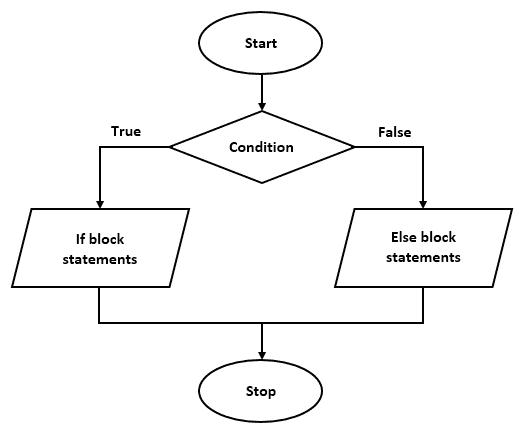 Start
True
False
Condition
If block
statements
Else block
statements
Stop